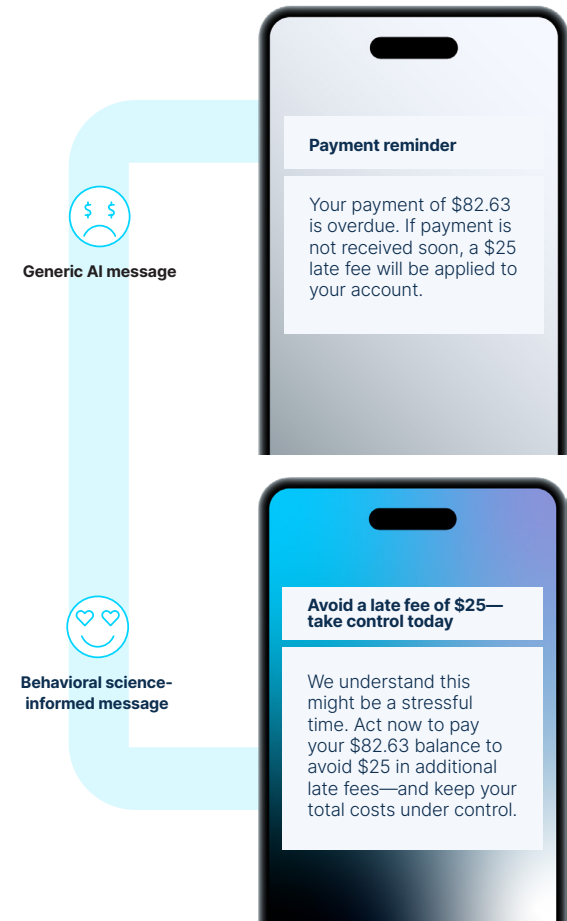 Payment reminder
Your payment of $82.63
is overdue. If payment is
not received soon, a $25
late fee will be applied to
your account.
Generic AI message
Avoid a late fee of $25—
take control today
We understand this
might be a stressful
time. Act now to pay
your $82.63 balance to
avoid $25 in additional
late fees—and keep your
total costs under control.
Behavioral science-
informed message